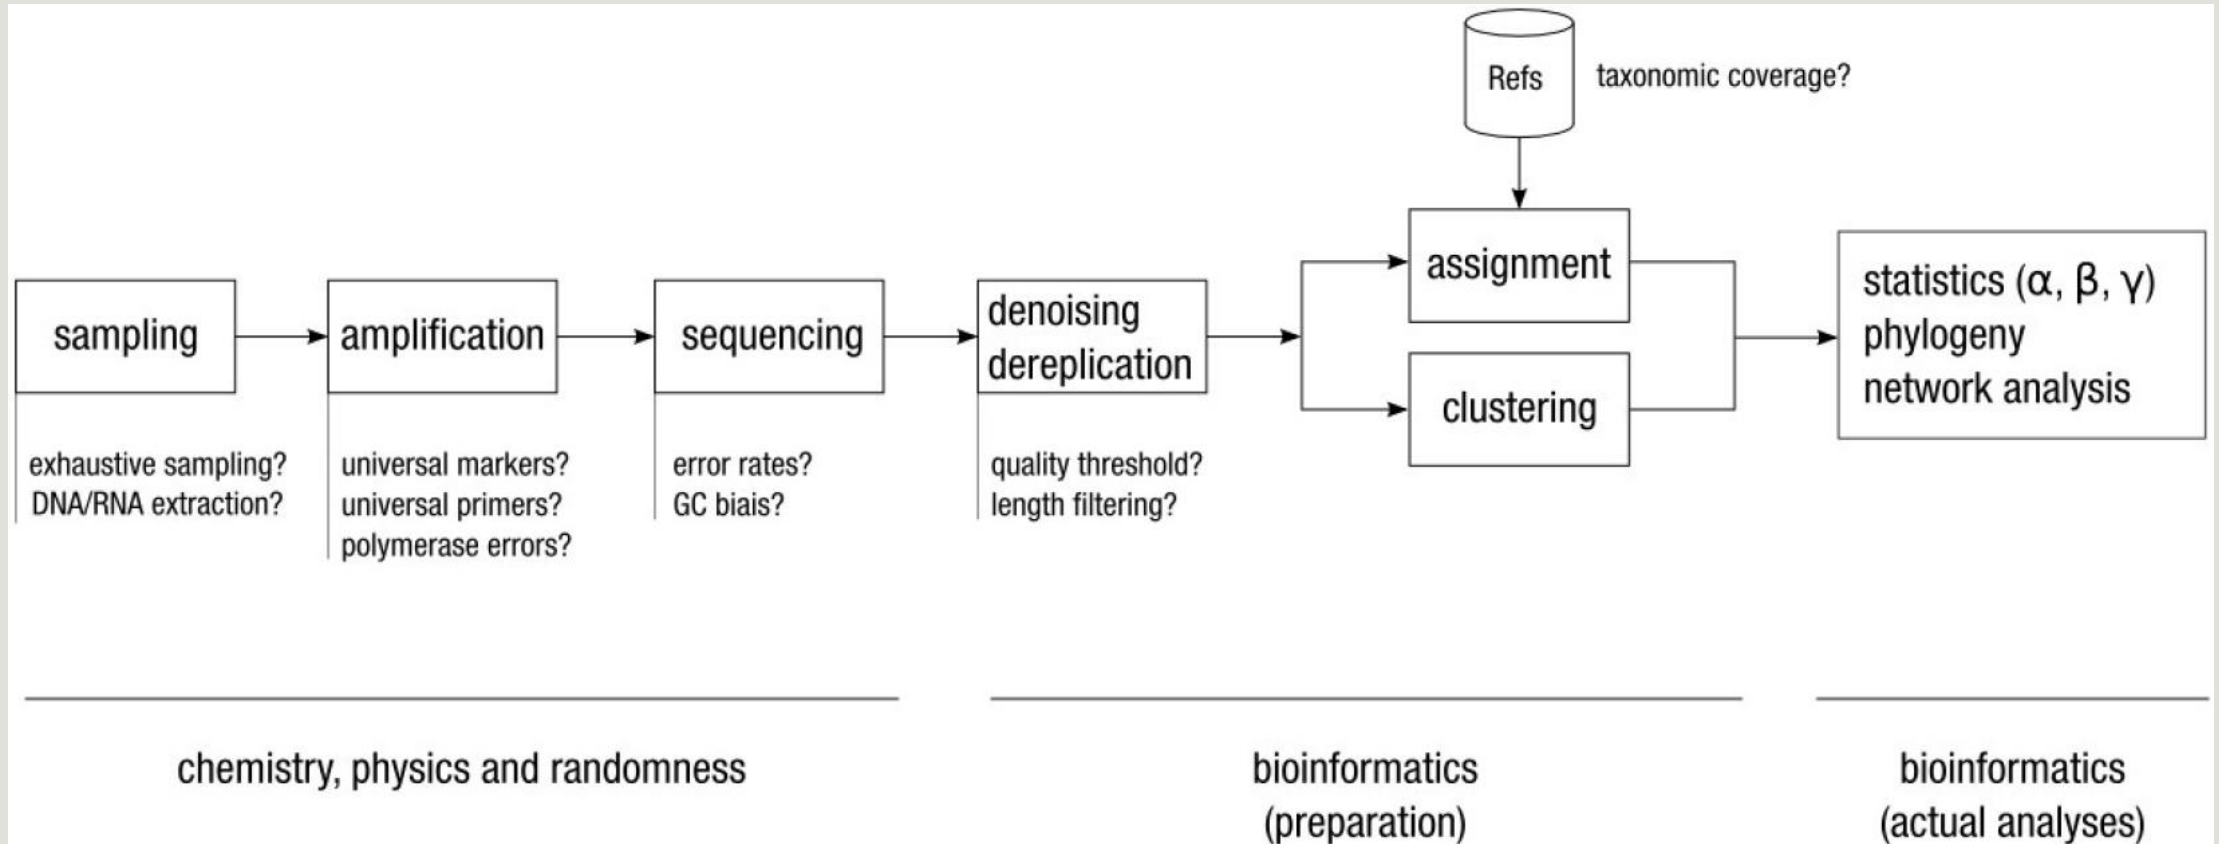 Refs
taxonomic coverage?
sampling
amplification
sequencing
denoising
dereplication
assignment
clustering
statistics (α, β, γ)
phylogeny
network analysis
exhaustive sampling?
DNA/RNA extraction?
universal markers?
universal primers?
polymerase errors?
error rates?
GC biais?
quality threshold?
length filtering?
chemistry, physics and randomness
bioinformatics
(preparation)
bioinformatics
(actual analyses)